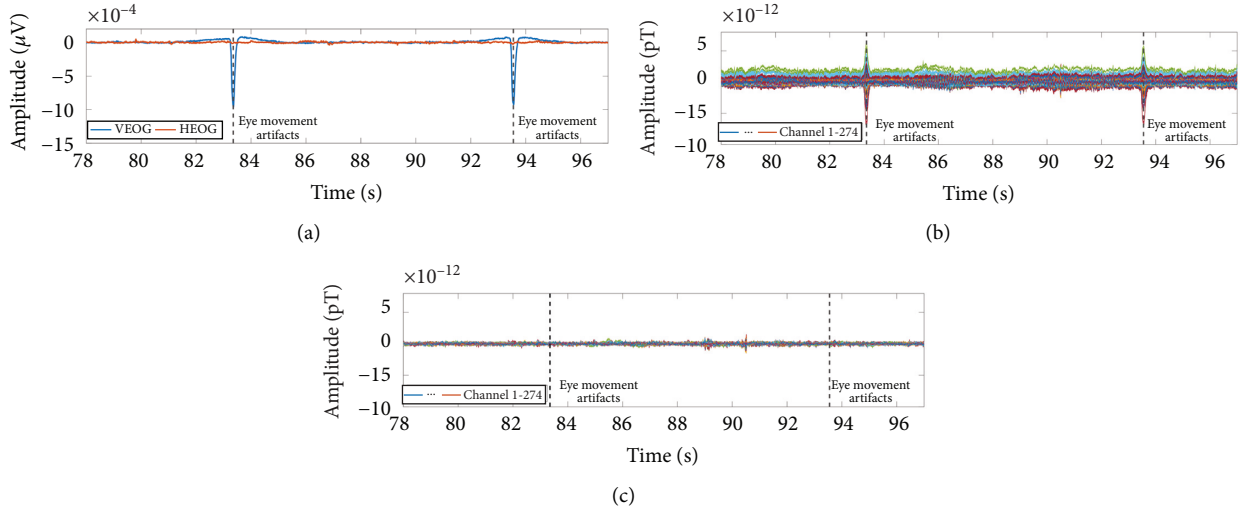 ×10⁻⁴
Amplitude (μV)
0
−5
−10
−15
VEOG HEOG
Eye movement
artifacts
Eye movement
artifacts
78 80 82 84 86 88 90 92 94 96
Time (s)
(a)
×10⁻¹²
Amplitude (pT)
5
0
−15
−10
··· Channel 1-274
Eye movement
artifacts
Eye movement
artifacts
78 80 82 84 86 88 90 92 94 96
Time (s)
(b)
×10⁻¹²
Amplitude (pT)
5
0
−15
−10
··· Channel 1-274
Eye movement
artifacts
Eye movement
artifacts
78 80 82 84 86 88 90 92 94 96
Time (s)
(c)